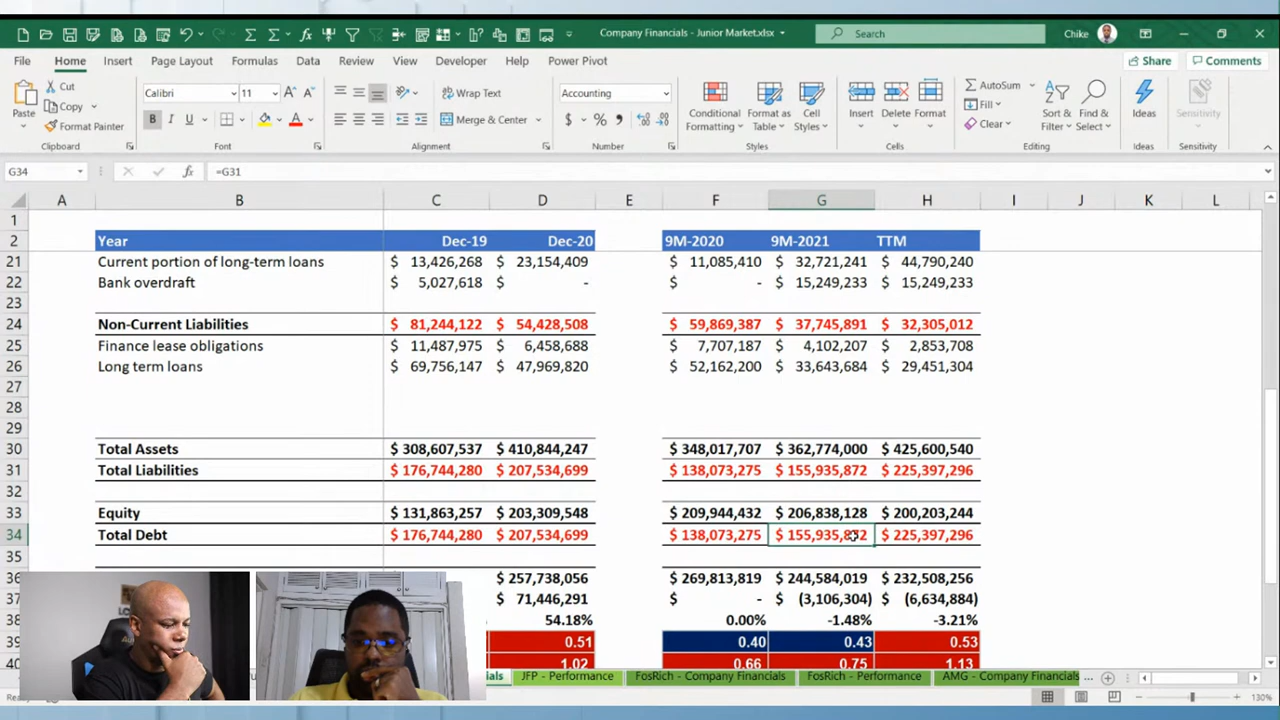 Company Financials - Junior Market.xlsx
Search
Chike
File Home Insert Page Layout Formulas Data Review View Developer Help Power Pivot
Share Comments
Paste Cut
Copy
Format Painter
Calibri 11
B I U
Wrap Text
Merge & Center
Accounting
$ % ,
Conditional Formatting
Format as Table
Cell Styles
Insert Delete Format
AutoSum
Fill
Clear
Sort & Filter
Find & Select
Ideas
Sensitivity
Clipboard Font Alignment Number Styles Cells Editing Ideas Sensitivity
G34 fx =G31
A B C D E F G H I J K L
1
2 Year Dec-19 Dec-20 9M-2020 9M-2021 TTM
21 Current portion of long-term loans $ 13,426,268 $ 23,154,409 $ 11,085,410 $ 32,721,241 $ 44,790,240
22 Bank overdraft $ 5,027,618 $ - $ - $ 15,249,233 $ 15,249,233
23
24 Non-Current Liabilities $ 81,244,122 $ 54,428,508 $ 59,869,387 $ 37,745,891 $ 32,305,012
25 Finance lease obligations $ 11,487,975 $ 6,458,688 $ 7,707,187 $ 4,102,207 $ 2,853,708
26 Long term loans $ 69,756,147 $ 47,969,820 $ 52,162,200 $ 33,643,684 $ 29,451,304
27
28
29
30 Total Assets $ 308,607,537 $ 410,844,247 $ 348,017,707 $ 362,774,000 $ 425,600,540
31 Total Liabilities $ 176,744,280 $ 207,534,699 $ 138,073,275 $ 155,935,872 $ 225,397,296
32
33 Equity $ 131,863,257 $ 203,309,548 $ 209,944,432 $ 206,838,128 $ 200,203,244
34 Total Debt $ 176,744,280 $ 207,534,699 $ 138,073,275 $ 155,935,872 $ 225,397,296
35
36 $ 257,738,056 $ 269,813,819 $ 244,584,019 $ 232,508,256
37 $ 71,446,291 $ - $ (3,106,304) $ (6,634,884)
38 54.18% 0.00% -1.48% -3.21%
39 0.51 0.40 0.43 0.53
40 1.02 0.66 0.75 1.13
JFP - Performance FosRich - Company Financials FosRich - Performance AMG - Company Financials ...
130%